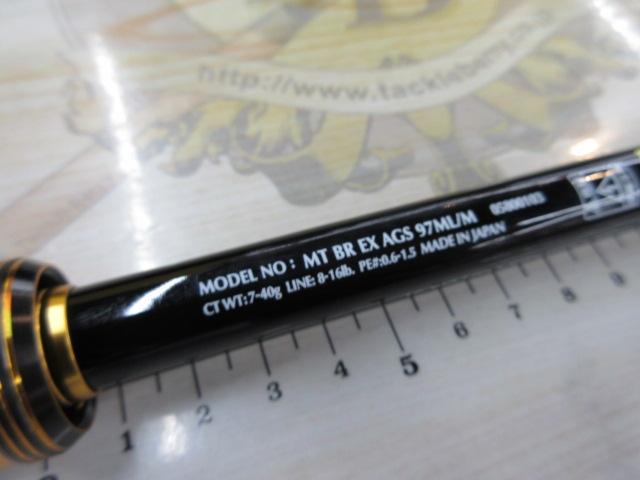 http://www.tackleberry.co.jp
MODEL NO : MT BR EX AGS 97ML/M 05800103
CT WT:7-40g LINE: 8-16lb. PE#:0.6-1.5 MADE IN JAPAN
1 2 3 4 5 6 7 8 9